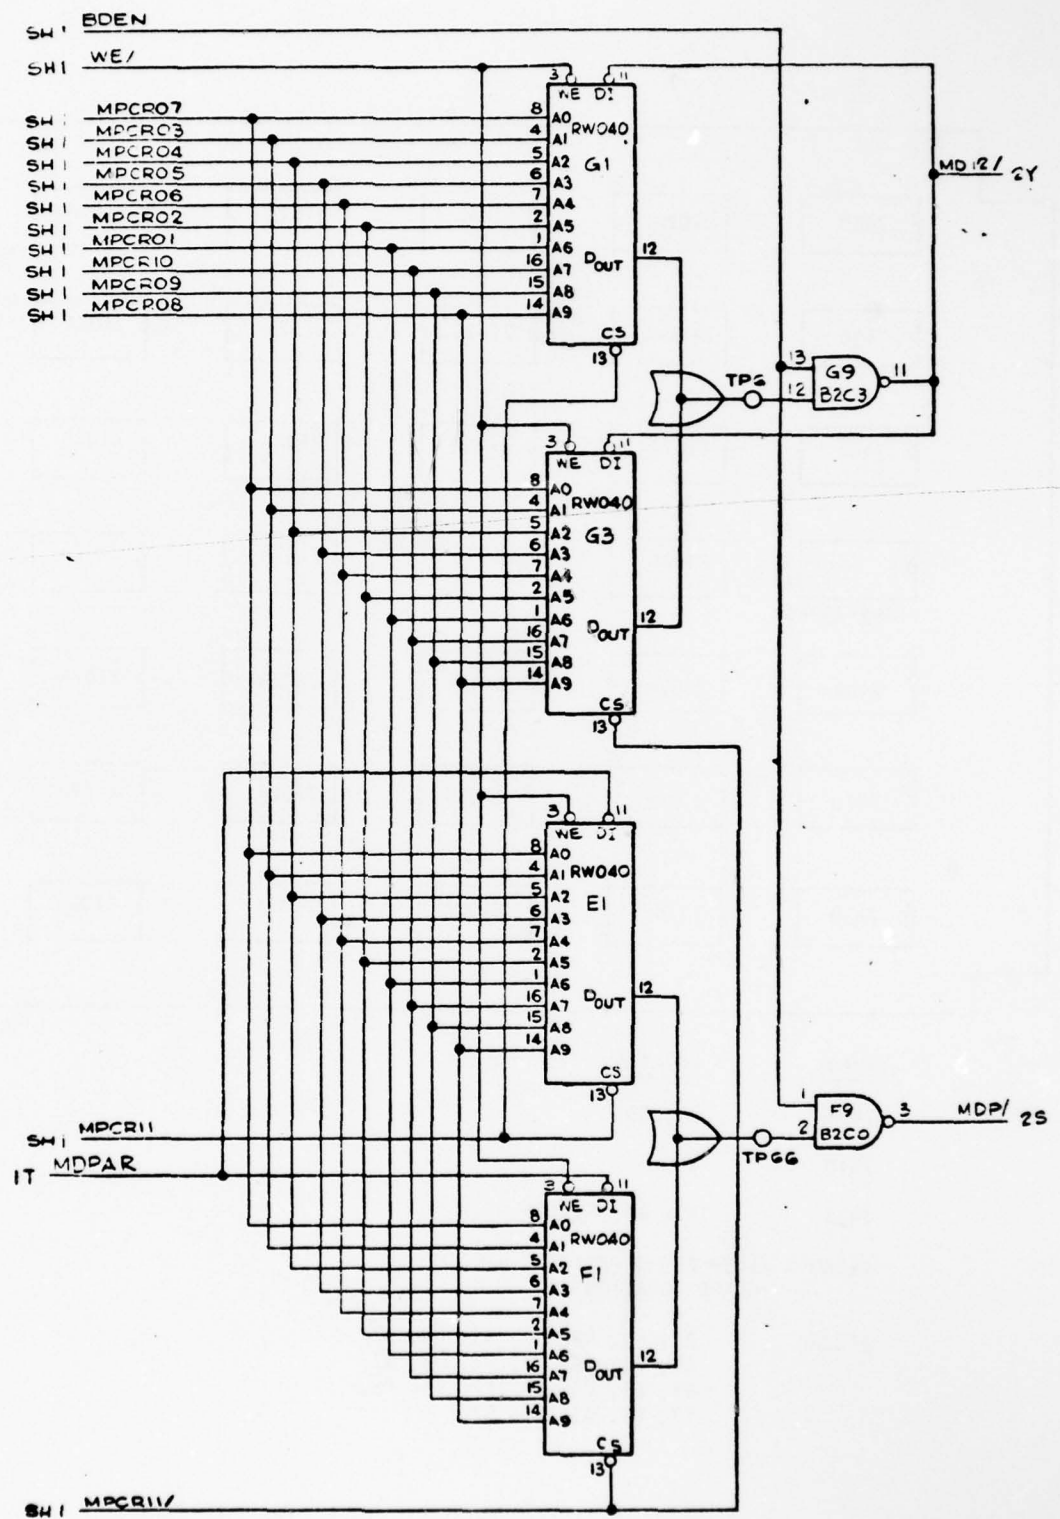 SH1 BDEN
SH1 WE/
SH1 MPCR07
SH1 MPCR03
SH1 MPCR04
SH1 MPCR05
SH1 MPCR06
SH1 MPCR02
SH1 MPCR01
SH1 MPCR10
SH1 MPCR09
SH1 MPCR08
3 11
WE DI
8 A0
RW040
4 A1
5 A2 G1
6 A3
7 A4
2 A5
1 A6
16 A7 DOUT 12
15 A8
14 A9
CS
13
MD12/ 2Y
TPG
13 G9 11
12 B2C3
3 11
WE DI
8 A0
4 A1 RW040
5 A2 G3
6 A3
7 A4
2 A5
1 A6 DOUT 12
16 A7
15 A8
14 A9
CS
13
3 11
WE DI
8 A0
4 A1 RW040
5 A2 E1
6 A3
7 A4
2 A5
1 A6 DOUT 12
16 A7
15 A8
14 A9
CS
13
SH1 MPCR11
1T MDPAR
TPGG
1 F9 3 MDP/ 2S
2 B2C0
3 11
WE DI
8 A0
4 A1 RW040
5 A2 F1
6 A3
7 A4
2 A5
1 A6 DOUT 12
16 A7
15 A8
14 A9
CS
13
SH1 MPCR11/